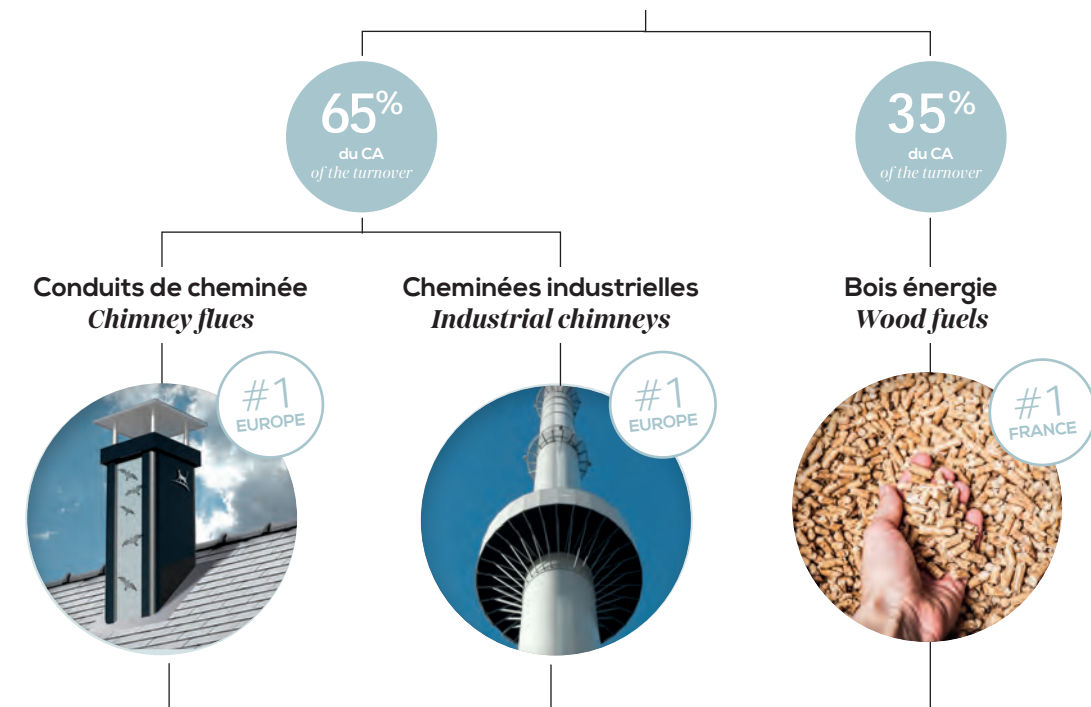 65%
du CA
of the turnover
35%
du CA
of the turnover
Conduits de cheminée
Chimney flues
Cheminées industrielles
Industrial chimneys
Bois énergie
Wood fuels
#1
EUROPE
#1
EUROPE
#1
FRANCE